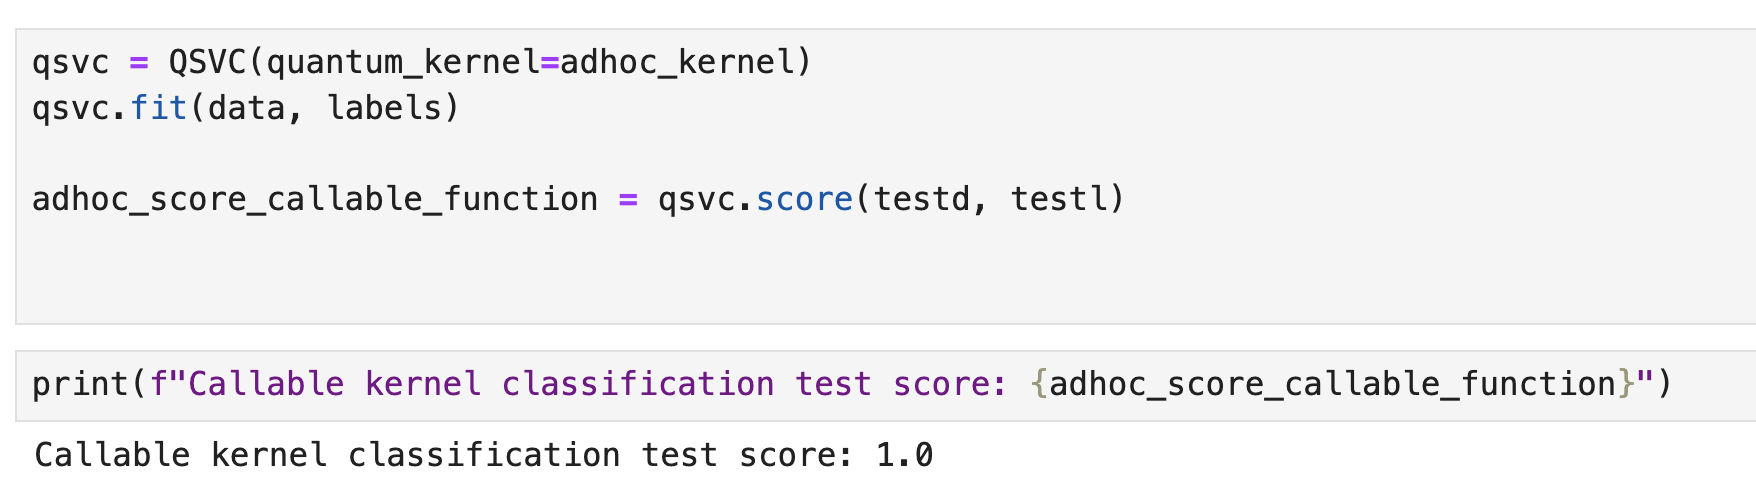 qsvc = QSVC(quantum_kernel=adhoc_kernel)
qsvc.fit(data, labels)
adhoc_score_callable_function = qsvc.score(testd, testl)
print(f"Callable kernel classification test score: {adhoc_score_callable_function}")
Callable kernel classification test score: 1.0